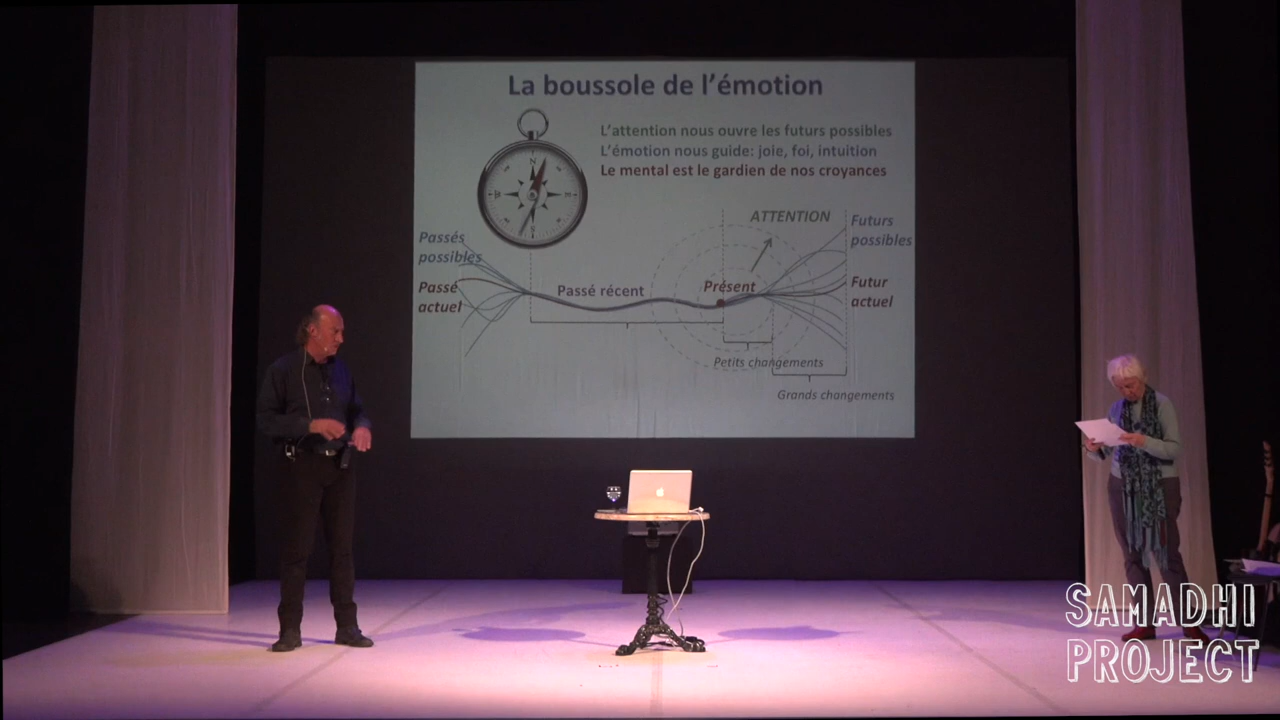 La boussole de l'émotion
L'attention nous ouvre les futurs possibles
L'émotion nous guide: joie, foi, intuition
Le mental est le gardien de nos croyances
N
ATTENTION
Futurs
possibles
Passés
possibles
Passé
actuel
Passé récent
Présent
Futur
actuel
Petits changements
Grands changements
SAMADHI
PROJECT